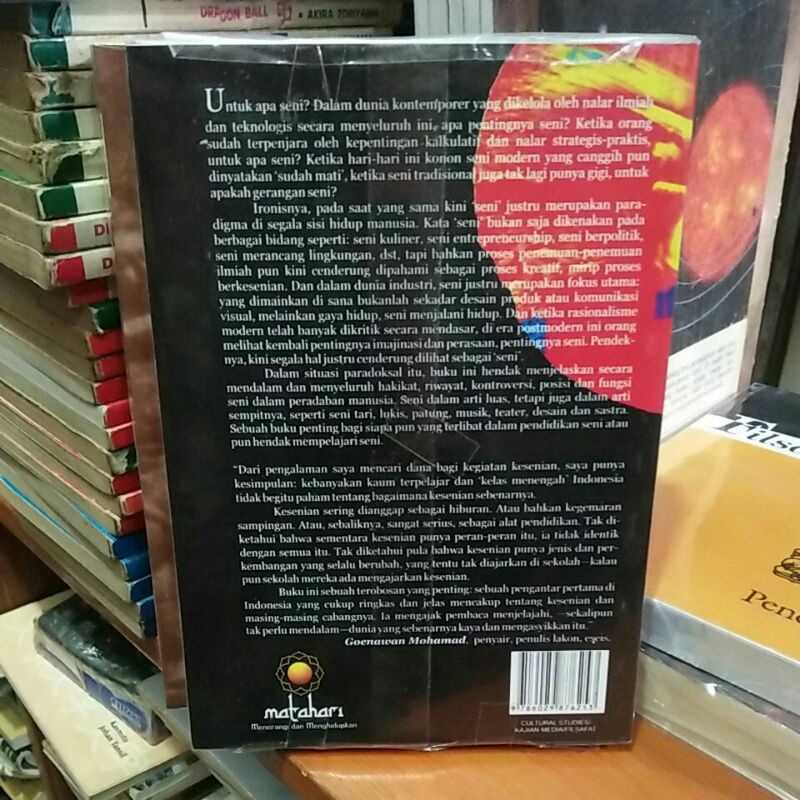 DRAGON BALL • AKIRA TORIYAMA
Untuk apa seni? Dalam dunia kontemporer yang dikelola oleh nalar ilmiah
dan teknologis secara menyeluruh ini, apa pentingnya seni? Ketika orang
sudah terpenjara oleh kepentingan kalkulatif dan nalar strategis-praktis,
untuk apa seni? Ketika hari-hari ini konon seni modern yang canggih pun
dinyatakan 'sudah mati', ketika seni tradisional juga tak lagi punya gigi, untuk
apakah gerangan seni?
Ironisnya, pada saat yang sama kini 'seni' justru merupakan para-
digma di segala sisi hidup manusia. Kata 'seni' bukan saja dikenakan pada
berbagai bidang seperti: seni kuliner, seni entrepreneurship, seni berpolitik,
seni merancang lingkungan, dst, tapi bahkan proses penemuan-penemuan
ilmiah pun kini cenderung dipahami sebagai proses kreatif, mirip proses
berkesenian. Dan dalam dunia industri, seni justru merupakan fokus utama:
yang dimainkan di sana bukanlah sekadar desain produk atau komunikasi
visual, melainkan gaya hidup, seni menjalani hidup. Dan ketika rasionalisme
modern telah banyak dikritik secara mendasar, di era postmodern ini orang
melihat kembali pentingnya imajinasi dan perasaan, pentingnya seni. Pendek-
nya, kini segala hal justru cenderung dilihat sebagai 'seni'.
Dalam situasi paradoksal itu, buku ini hendak menjelaskan secara
mendalam dan menyeluruh hakikat, riwayat, kontroversi, posisi dan fungsi
seni dalam peradaban manusia. Seni dalam arti luas, tetapi juga dalam arti
sempitnya, seperti seni tari, lukis, patung, musik, teater, desain dan sastra.
Sebuah buku penting bagi siapa pun yang terlibat dalam pendidikan seni atau
pun hendak mempelajari seni.
"Dari pengalaman saya mencari dana bagi kegiatan kesenian, saya punya
kesimpulan: kebanyakan kaum terpelajar dan 'kelas menengah' Indonesia
tidak begitu paham tentang bagaimana kesenian sebenarnya.
Kesenian sering dianggap sebagai hiburan. Atau bahkan kegemaran
sampingan. Atau, sebaliknya, sangat serius, sebagai alat pendidikan. Tak di-
ketahui bahwa sementara kesenian punya peran-peran itu, ia tidak identik
dengan semua itu. Tak diketahui pula bahwa kesenian punya jenis dan per-
kembangan yang selalu berubah, yang tentu tak diajarkan di sekolah—kalau
pun sekolah mereka ada mengajarkan kesenian.
Buku ini sebuah terobosan yang penting: sebuah pengantar pertama di
Indonesia yang cukup ringkas dan jelas mencakup tentang kesenian dan
masing-masing cabangnya. Ia mengajak pembaca menjelajahi, —sekalipun
tak perlu mendalam—dunia yang sebenarnya kaya dan mengasyikkan itu."
Goenawan Mohamad, penyair, penulis lakon, eseis.
matahari
Menerangi dan Menghidupkan
9 786029 876253
CULTURAL STUDIES/
KAJIAN MEDIA/FILSAFAT